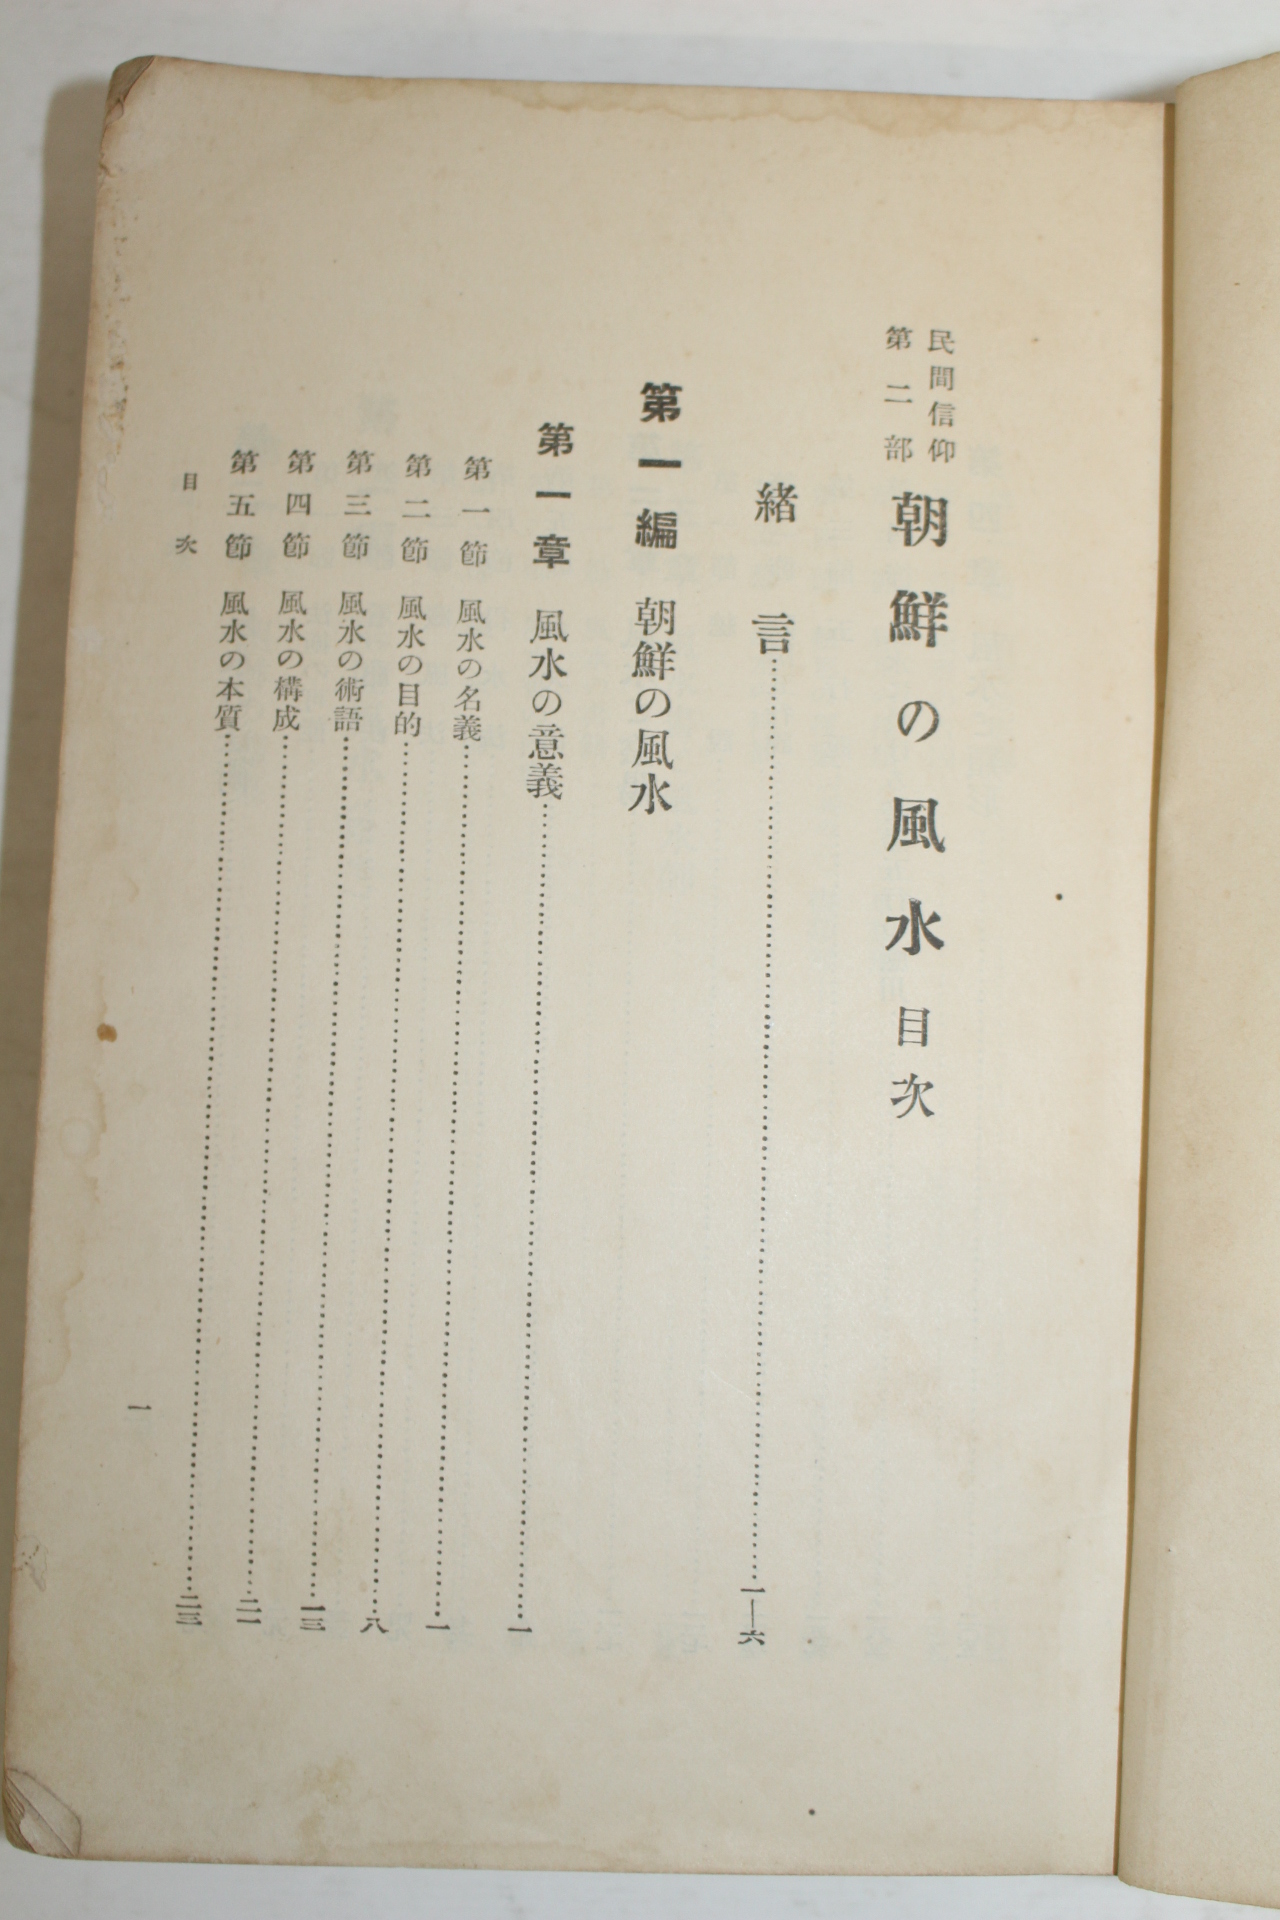 民間信仰
第二部
朝鮮の風水目次
緒言……一―六
第一編 朝鮮の風水
第一章 風水の意義……一
第一節 風水の名義……一
第二節 風水の目的……八
第三節 風水の術語……一三
第四節 風水の構成……二一
第五節 風水の本質……二三
目次
一